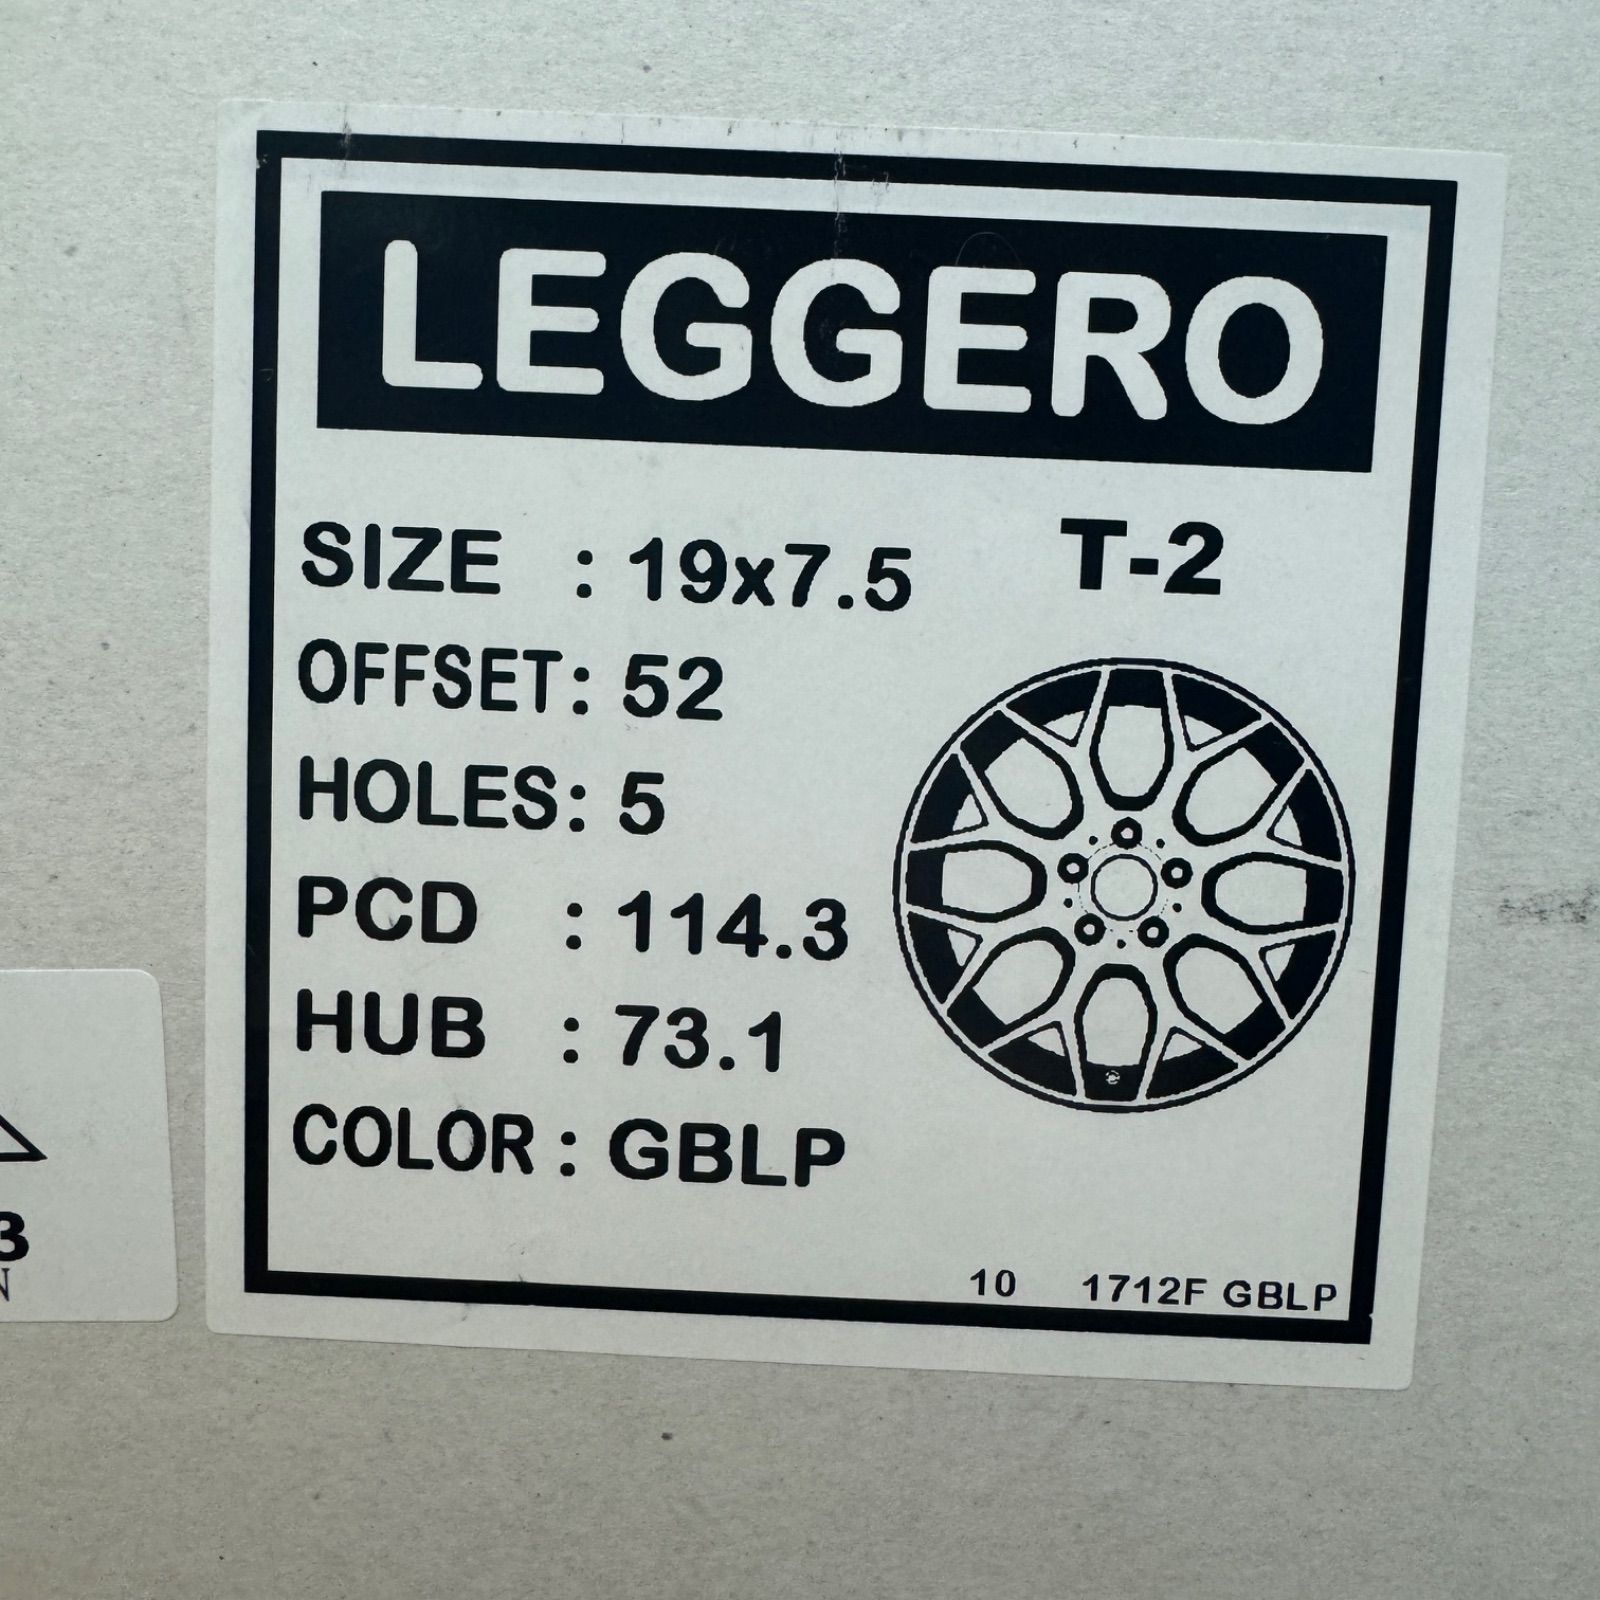 LEGGERO
SIZE : 19x7.5 T-2
OFFSET: 52
HOLES: 5
PCD : 114.3
HUB : 73.1
COLOR: GBLP
10 1712F GBLP
3
N